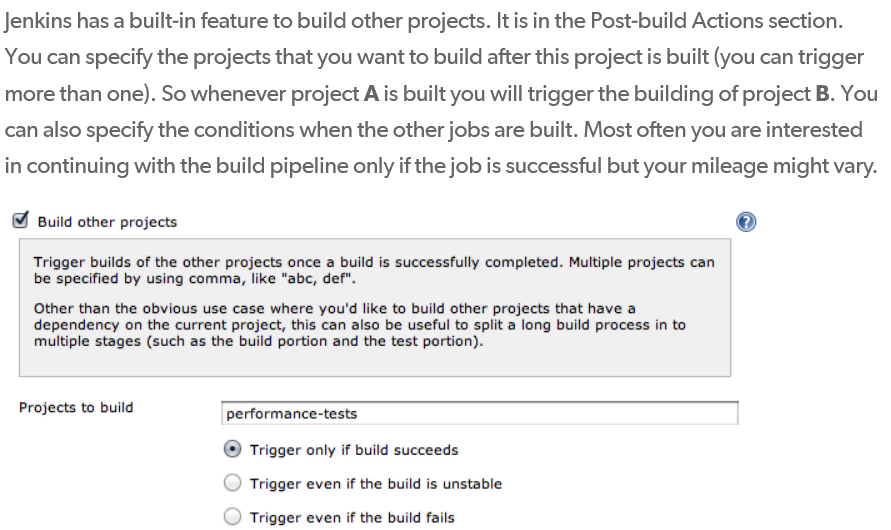 Jenkins has a built-in feature to build other projects. It is in the Post-build Actions section.
You can specify the projects that you want to build after this project is built (you can trigger
more than one). So whenever project A is built you will trigger the building of project B. You
can also specify the conditions when the other jobs are built. Most often you are interested
in continuing with the build pipeline only if the job is successful but your mileage might vary.
Build other projects
?
Trigger builds of the other projects once a build is successfully completed. Multiple projects can
be specified by using comma, like "abc, def".
Other than the obvious use case where you'd like to build other projects that have a
dependency on the current project, this can also be useful to split a long build process in to
multiple stages (such as the build portion and the test portion).
Projects to build
performance-tests
Trigger only if build succeeds
Trigger even if the build is unstable
Trigger even if the build fails